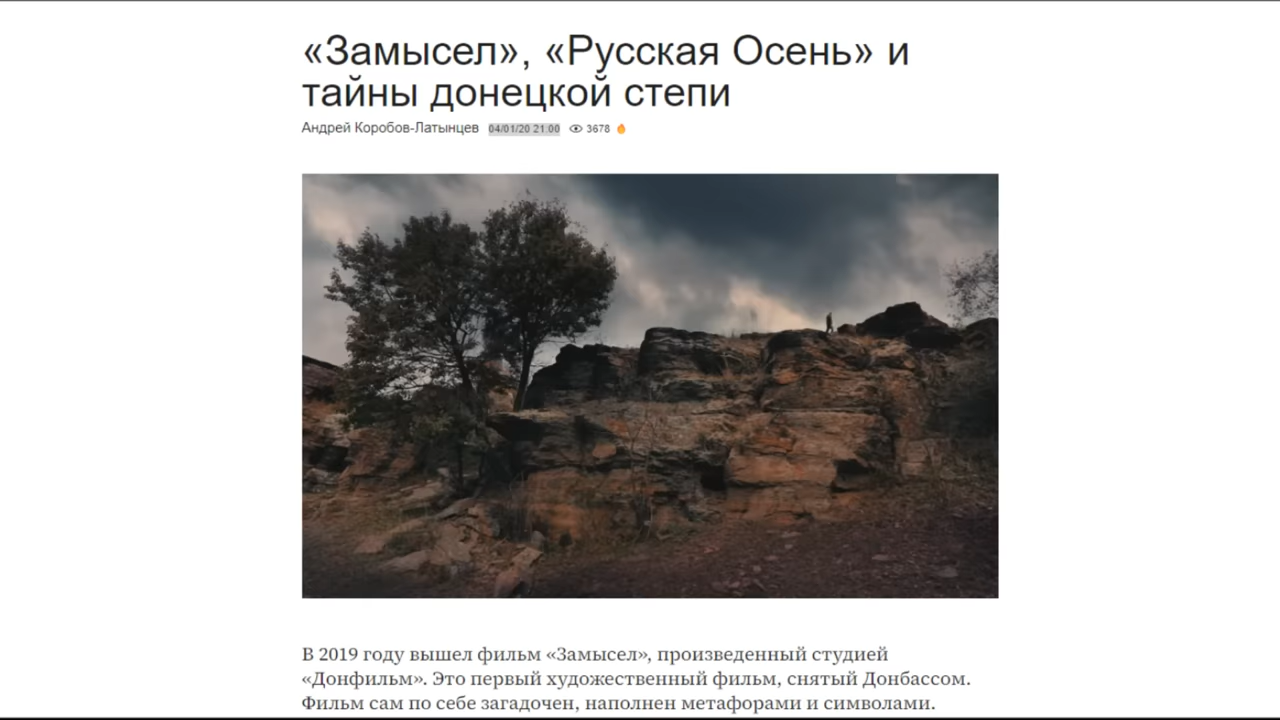 «Замысел», «Русская Осень» и
тайны донецкой степи
Андрей Коробов-Латынцев 04/01/20 21:00 3678
В 2019 году вышел фильм «Замысел», произведенный студией
«Донфильм». Это первый художественный фильм, снятый Донбассом.
Фильм сам по себе загадочен, наполнен метафорами и символами.